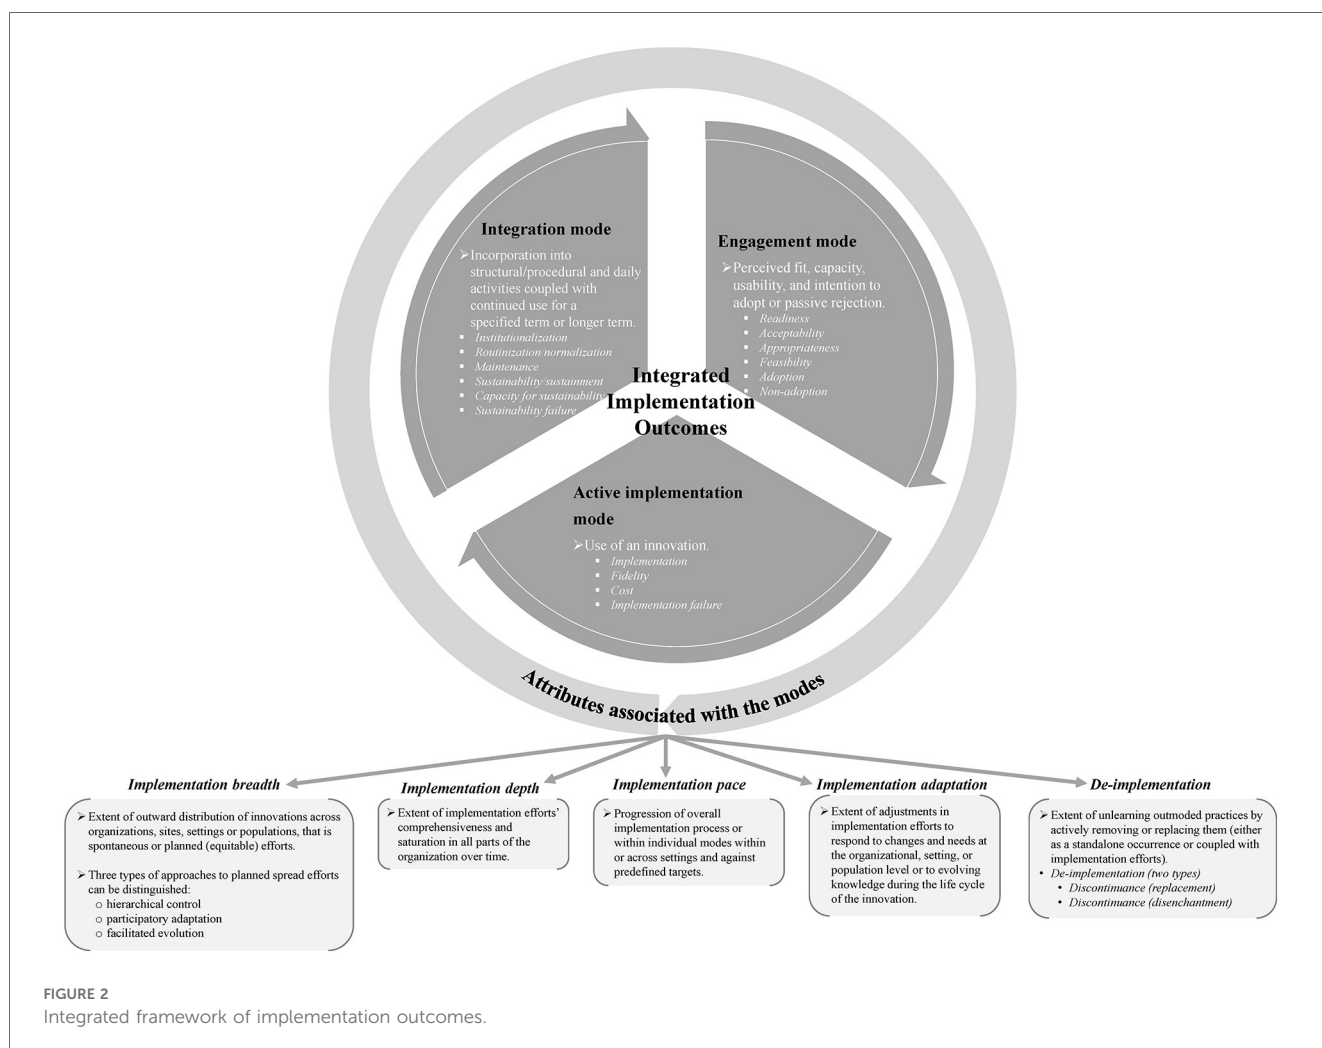 Integration mode
➢Incorporation into
structural/procedural and daily
activities coupled with
continued use for a
specified term or longer term.
▪ Institutionalization
▪ Routinization/normalization
▪ Maintenance
▪ Sustainability/sustainment
▪ Capacity for sustainability
▪ Sustainability failure
Engagement mode
➢Perceived fit, capacity,
usability, and intention to
adopt or passive rejection.
▪ Readiness
▪ Acceptability
▪ Appropriateness
▪ Feasibility
▪ Adoption
▪ Non-adoption
Integrated
Implementation
Outcomes
Active implementation
mode
➢Use of an innovation.
▪ Implementation
▪ Fidelity
▪ Cost
▪ Implementation failure
Attributes associated with the modes
Implementation breadth
➢ Extent of outward distribution of innovations across
organizations, sites, settings or populations, that is
spontaneous or planned (equitable) efforts.
➢ Three types of approaches to planned spread efforts
can be distinguished:
o hierarchical control
o participatory adaptation
o facilitated evolution
Implementation depth
➢ Extent of implementation efforts’
comprehensiveness and
saturation in all parts of the
organization over time.
Implementation pace
➢ Progression of overall
implementation process or
within individual modes within
or across settings and against
predefined targets.
Implementation adaptation
➢ Extent of adjustments in
implementation efforts to
respond to changes and needs at
the organizational, setting, or
population level or to evolving
knowledge during the life cycle
of the innovation.
De-implementation
➢ Extent of unlearning outmoded practices by
actively removing or replacing them (either
as a standalone occurrence or coupled with
implementation efforts).
• De-implementation (two types)
• Discontinuance (replacement)
• Discontinuance (disenchantment)
FIGURE 2
Integrated framework of implementation outcomes.